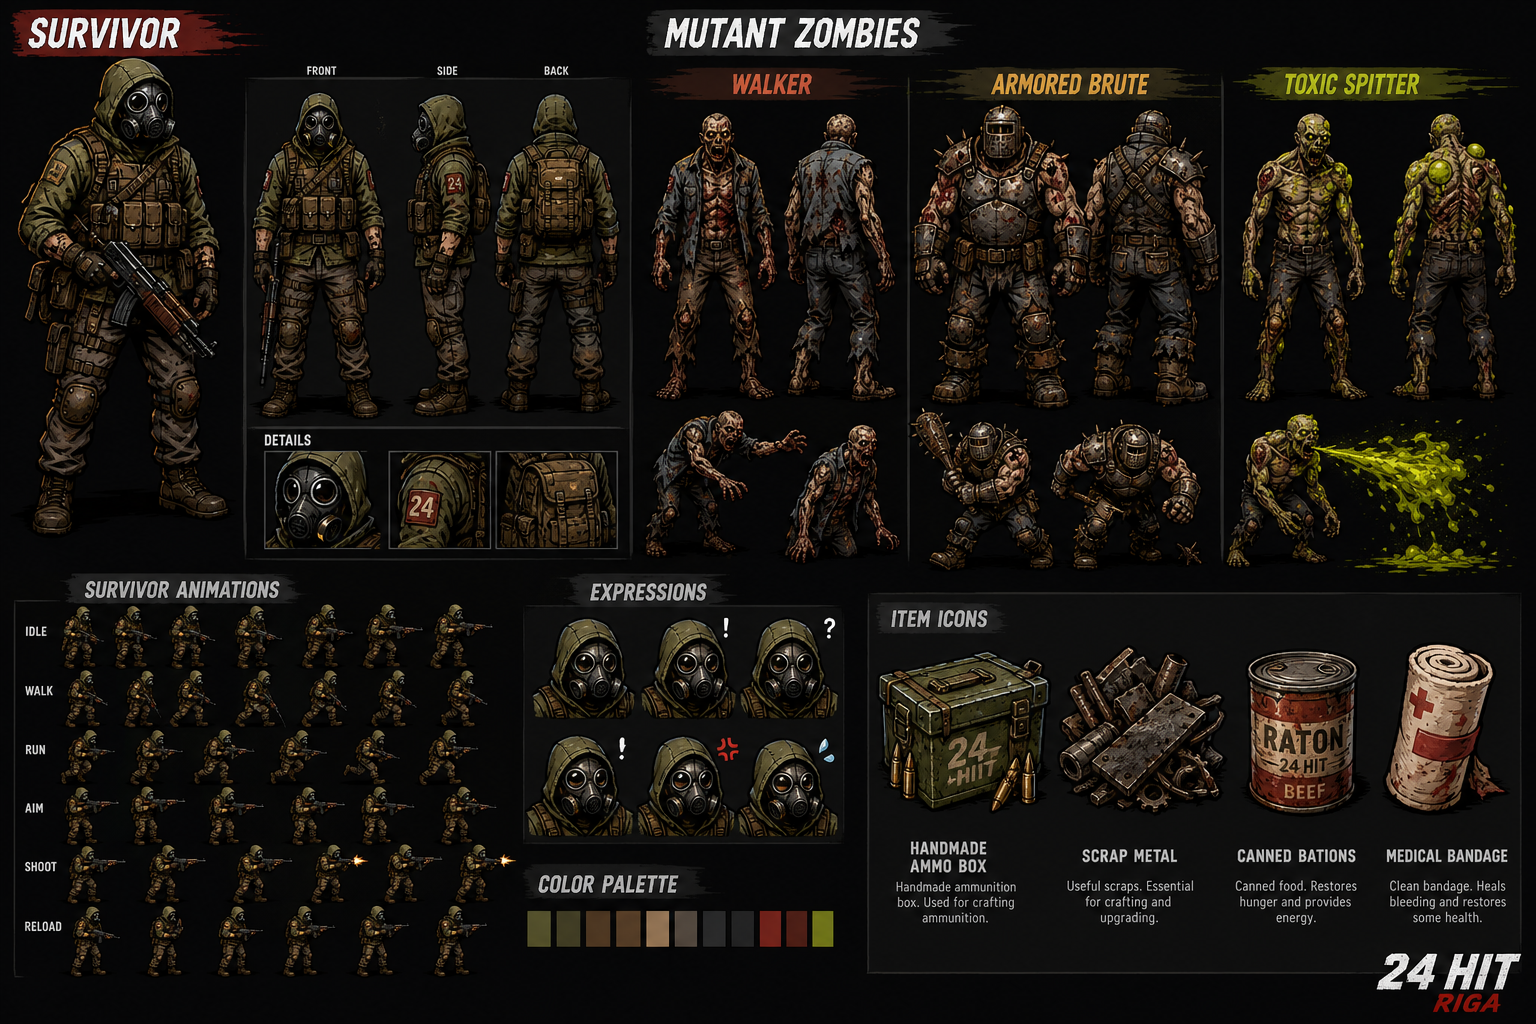 SURVIVOR
MUTANT ZOMBIES
FRONT
SIDE
BACK
WALKER
ARMORED BRUTE
TOXIC SPITTER
24
DETAILS
24
SURVIVOR ANIMATIONS
IDLE
WALK
RUN
AIM
SHOOT
RELOAD
EXPRESSIONS
!
?
!
COLOR PALETTE
ITEM ICONS
24
HIIT
RATON
24 HIT
BEEF
HANDMADE
AMMO BOX
Handmade ammunition
box. Used for crafting
ammunition.
SCRAP METAL
Useful scraps. Essential
for crafting and
upgrading.
CANNED BATIONS
Canned food. Restores
hunger and provides
energy.
MEDICAL BANDAGE
Clean bandage. Heals
bleeding and restores
some health.
24 HIT
RIGA